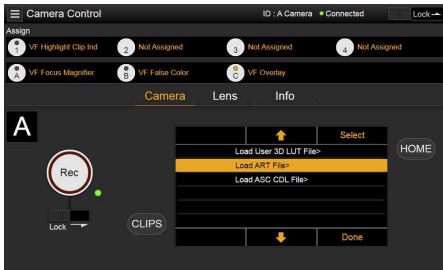 Camera Control ID : A Camera Connected Lock
Assign
1 VF Highlight Clip Ind 2 Not Assigned 3 Not Assigned 4 Not Assigned
A VF Focus Magnifier B VF False Color C VF Overlay
Camera Lens Info
A
Select
Load User 3D LUT File>
HOME
Load ART File>
Rec
Load ASC CDL File>
CLIPS
Lock
Done